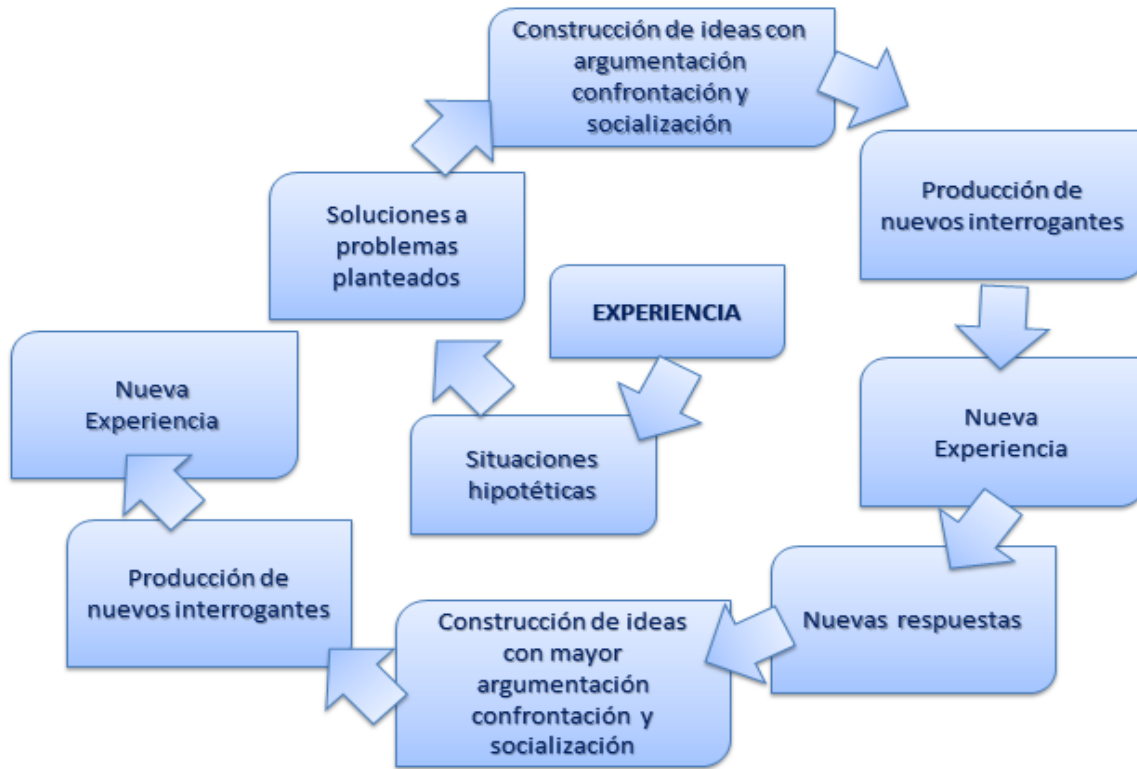 EXPERIENCIA
Situaciones
hipotéticas
Soluciones a
problemas
planteados
Construcción de ideas con
argumentación
confrontación y
socialización
Producción de
nuevos interrogantes
Nueva
Experiencia
Nuevas respuestas
Construcción de ideas
con mayor
argumentación
confrontación y
socialización
Producción de
nuevos interrogantes
Nueva
Experiencia